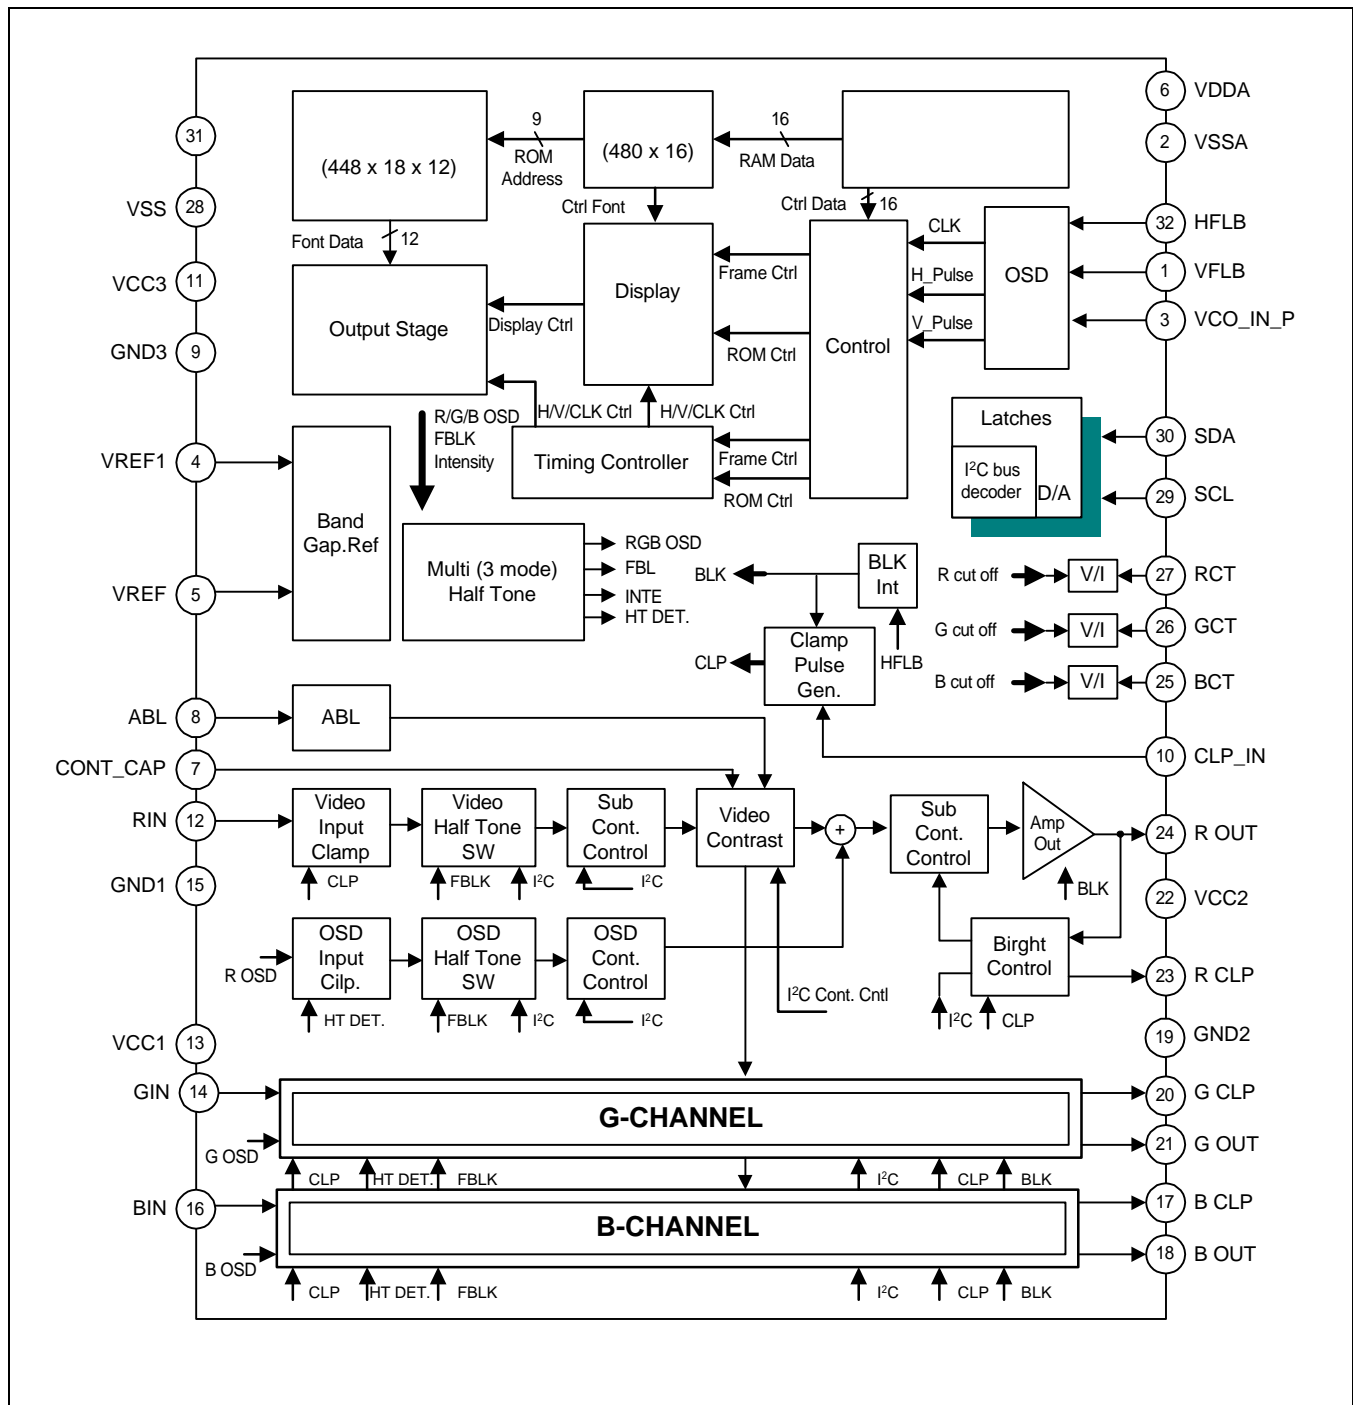 6 VDDA
2 VSSA
31
VSS 28
VCC3 11
GND3 9
VREF1 4
VREF 5
ABL 8
CONT_CAP 7
RIN 12
GND1 15
VCC1 13
GIN 14
BIN 16
(448 x 18 x 12)
9
ROM
Address
(480 x 16)
16
RAM Data
Ctrl Data
16
Font Data
12
Ctrl Font
Output Stage
Display Ctrl
Display
Frame Ctrl
ROM Ctrl
Control
CLK
H_Pulse
V_Pulse
OSD
32 HFLB
1 VFLB
3 VCO_IN_P
H/V/CLK Ctrl
H/V/CLK Ctrl
R/G/B OSD
FBLK
Intensity
Timing Controller
Frame Ctrl
ROM Ctrl
Latches
I²C bus
decoder
D/A
30 SDA
29 SCL
Band
Gap.Ref
Multi (3 mode)
Half Tone
RGB OSD
FBL
INTE
HT DET.
BLK
BLK
Int
HFLB
Clamp
Pulse
Gen.
CLP
R cut off
V/I
27 RCT
G cut off
V/I
26 GCT
B cut off
V/I
25 BCT
10 CLP_IN
ABL
Video
Input
Clamp
CLP
Video
Half Tone
SW
FBLK
I²C
Sub
Cont.
Control
I²C
Video
Contrast
+
Sub
Cont.
Control
Amp
Out
BLK
24 R OUT
22 VCC2
R OSD
OSD
Input
Cilp.
HT DET.
OSD
Half Tone
SW
FBLK
I²C
OSD
Cont.
Control
I²C
I²C Cont. Cntl
Birght
Control
I²C
CLP
23 R CLP
19 GND2
G-CHANNEL
G OSD
20 G CLP
21 G OUT
CLP
HT DET.
FBLK
I²C
CLP
BLK
B-CHANNEL
B OSD
17 B CLP
18 B OUT
CLP
HT DET.
FBLK
I²C
CLP
BLK